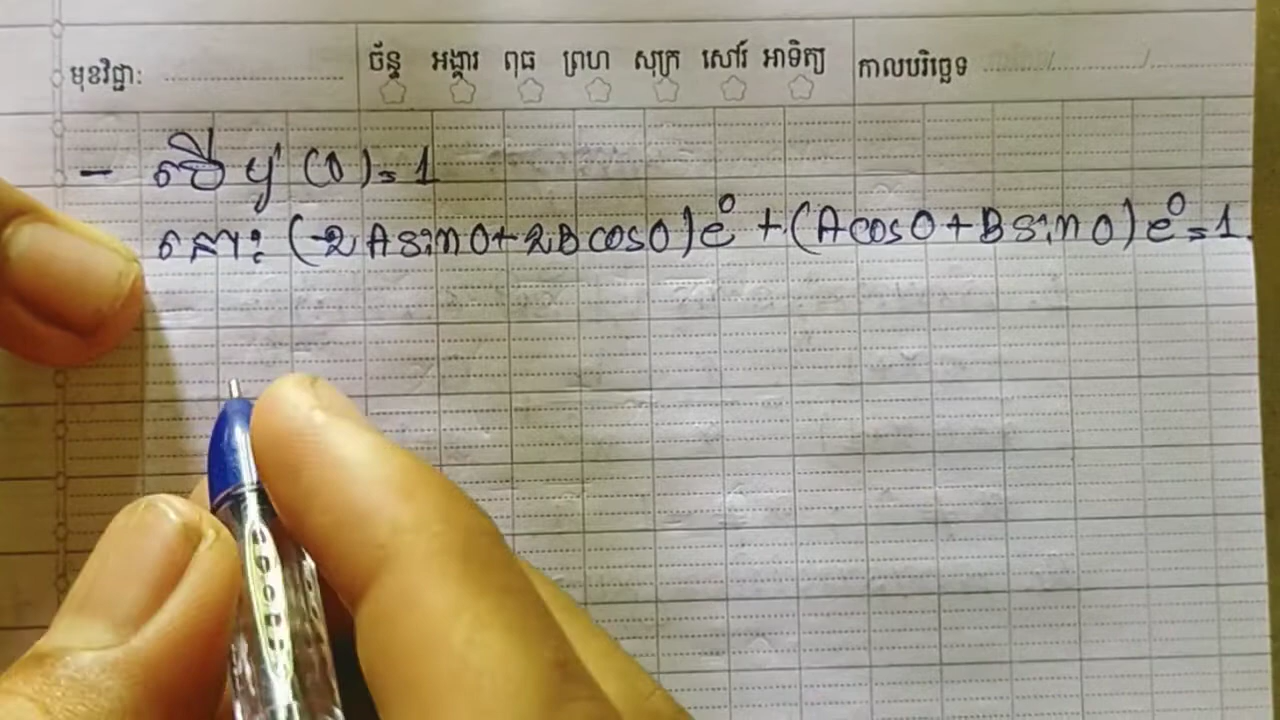 មុខវិជ្ជា: ច័ន្ទ អង្គារ ពុធ ព្រហ សុក្រ សៅរ៍ អាទិត្យ កាលបរិច្ឆេទ / /
- បើ y'(0)=1
នោះ: (-2Asin0+2Bcos0)e⁰+(Acos0+Bsin0)e⁰=1.